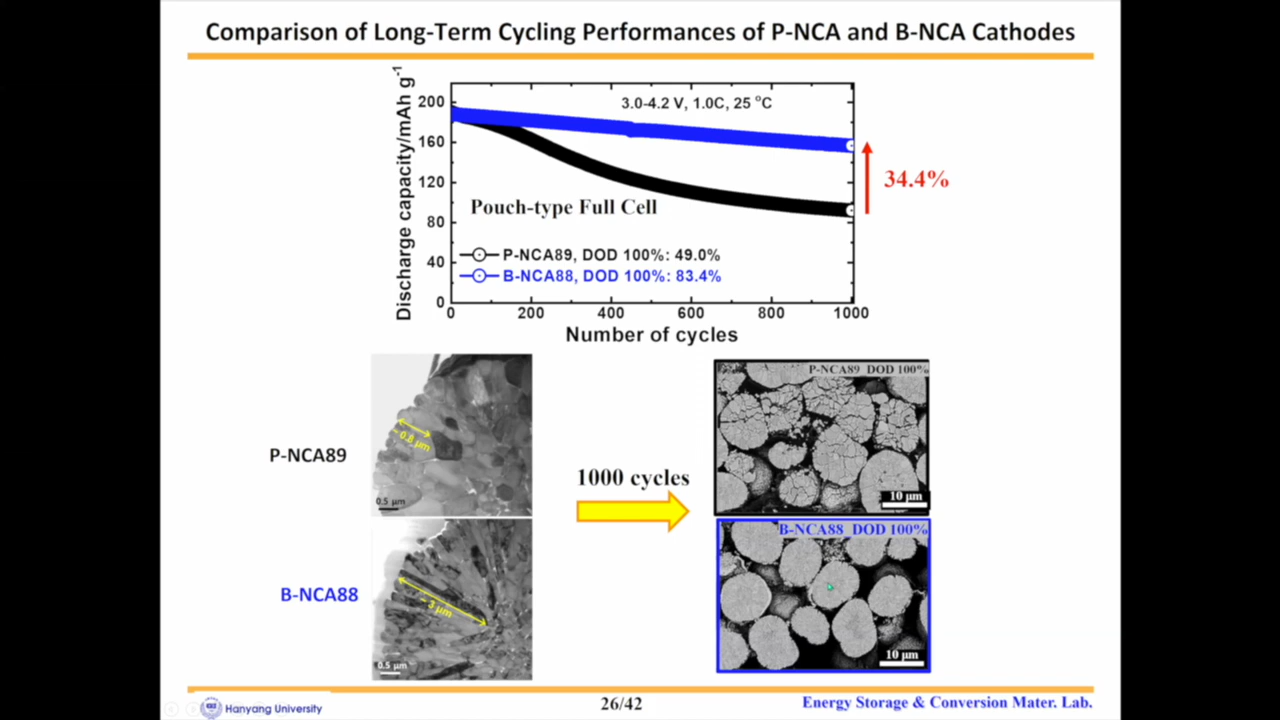 Comparison of Long-Term Cycling Performances of P-NCA and B-NCA Cathodes
Discharge capacity/mAh g-1
200
160
120
80
40
0
3.0-4.2 V, 1.0C, 25 °C
34.4%
Pouch-type Full Cell
P-NCA89, DOD 100%: 49.0%
B-NCA88, DOD 100%: 83.4%
0 200 400 600 800 1000
Number of cycles
P-NCA89
~ 0.8 μm
0.5 μm
1000 cycles
P-NCA89_DOD 100%
10 μm
B-NCA88
~ 3 μm
0.5 μm
B-NCA88_DOD 100%
10 μm
Hanyang University
26/42
Energy Storage & Conversion Mater. Lab.